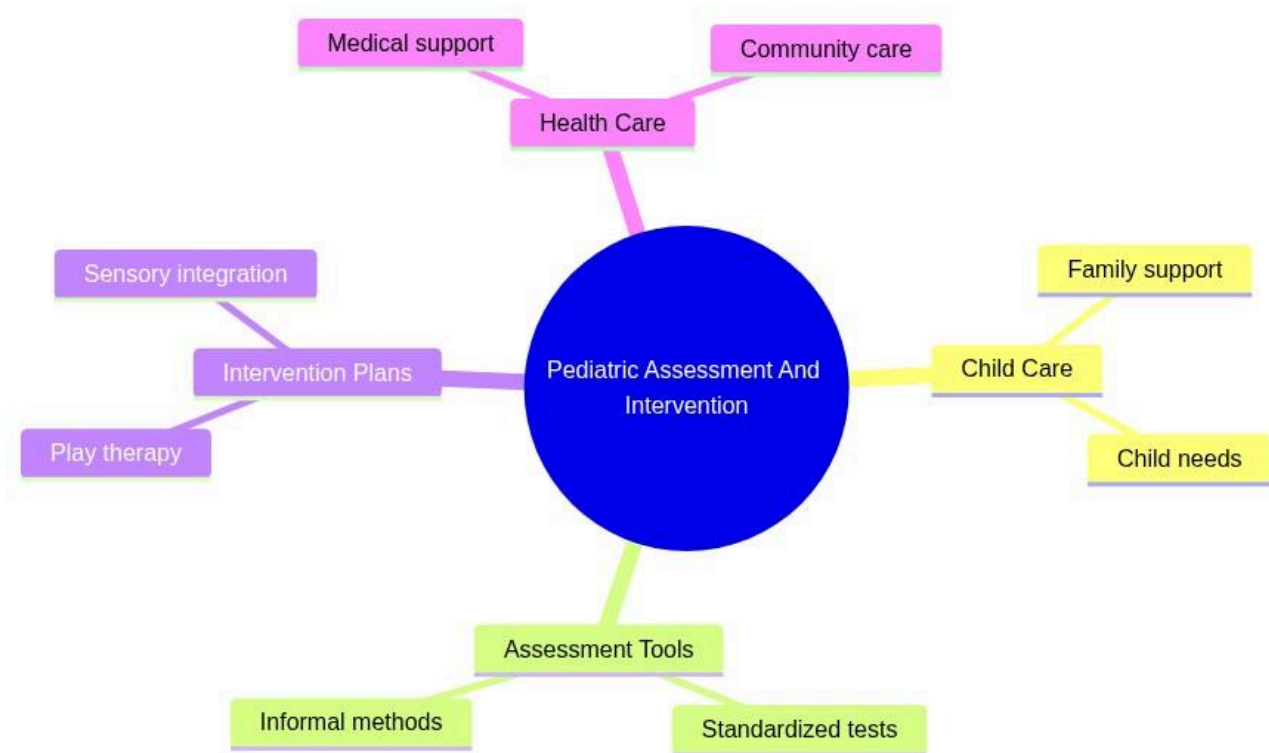 Medical support
Community care
Health Care
Sensory integration
Family support
Intervention Plans
Pediatric Assessment And
Intervention
Child Care
Play therapy
Child needs
Assessment Tools
Informal methods
Standardized tests